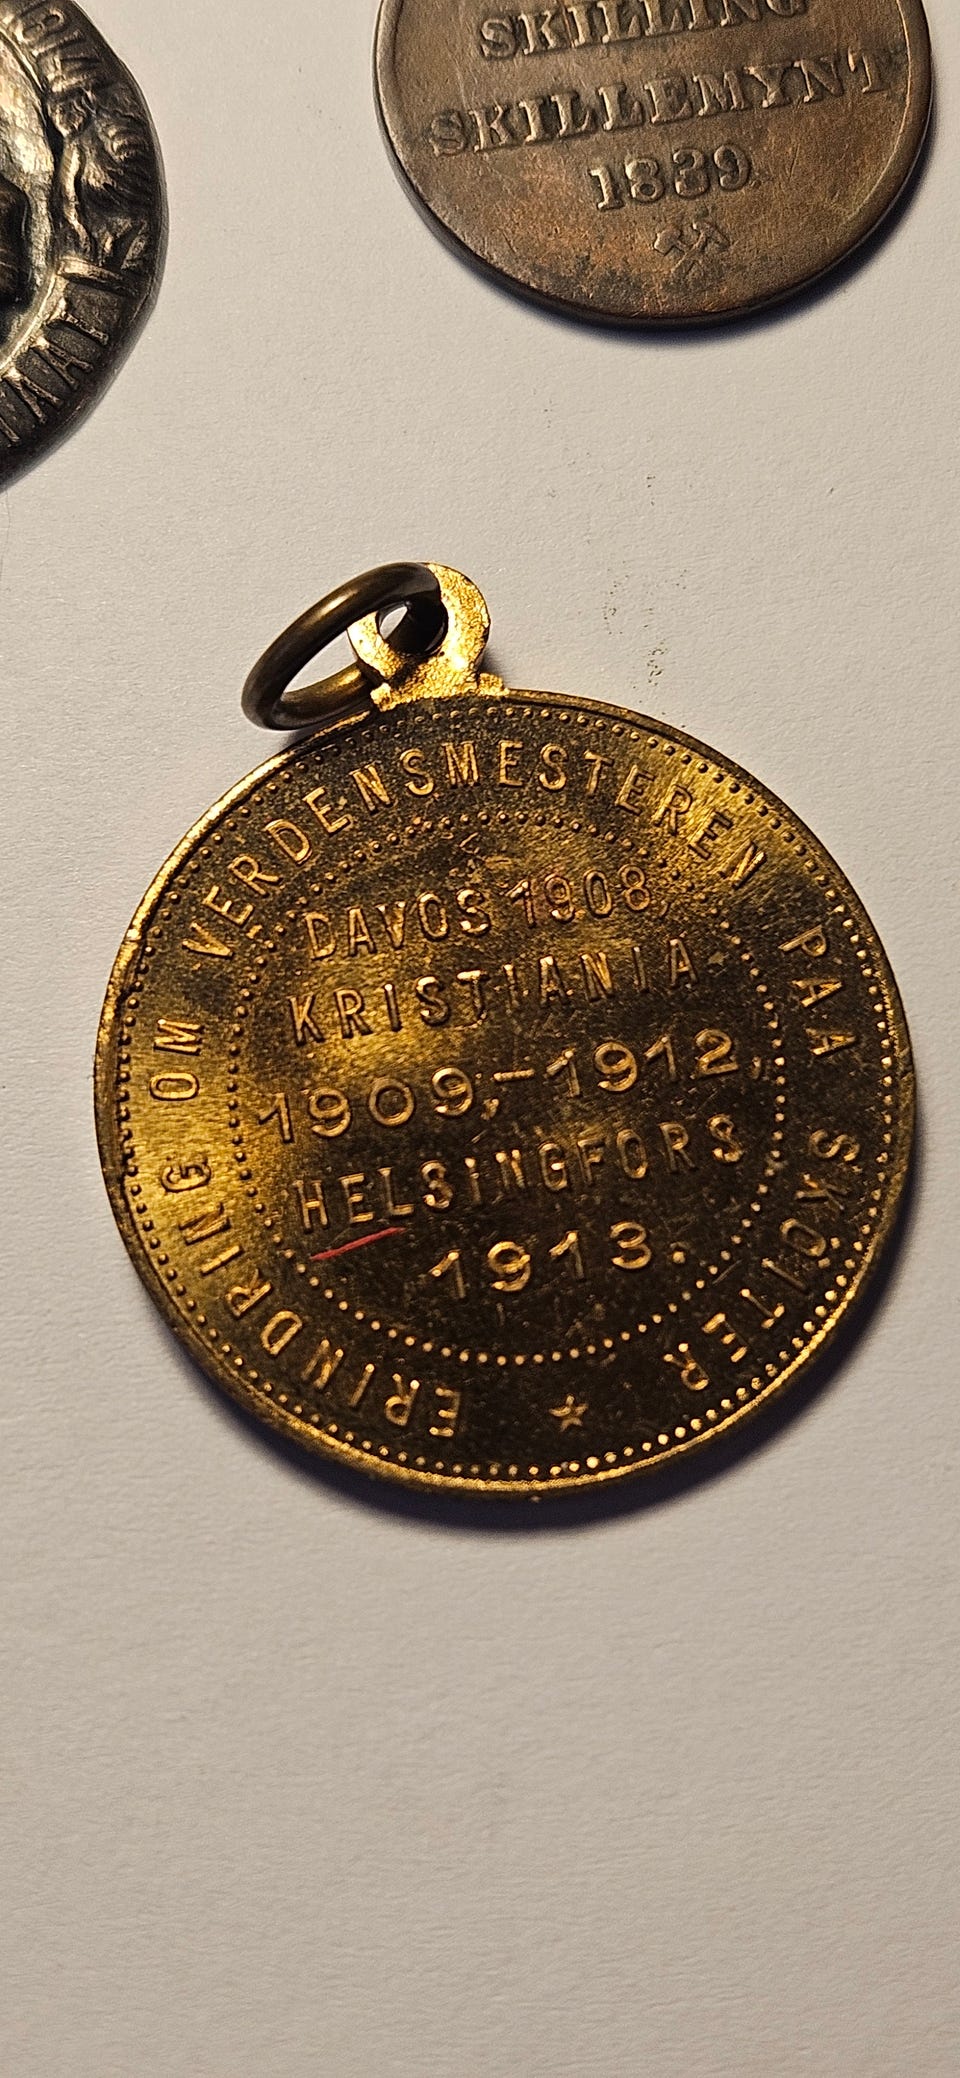 SKILLING
SKILLEMYNT
1839
ERINDRING OM VERDENSMESTEREN PAA SKØITER
DAVOS 1908,
KRISTIANIA
1909,-1912,
HELSINGFORS
1913.